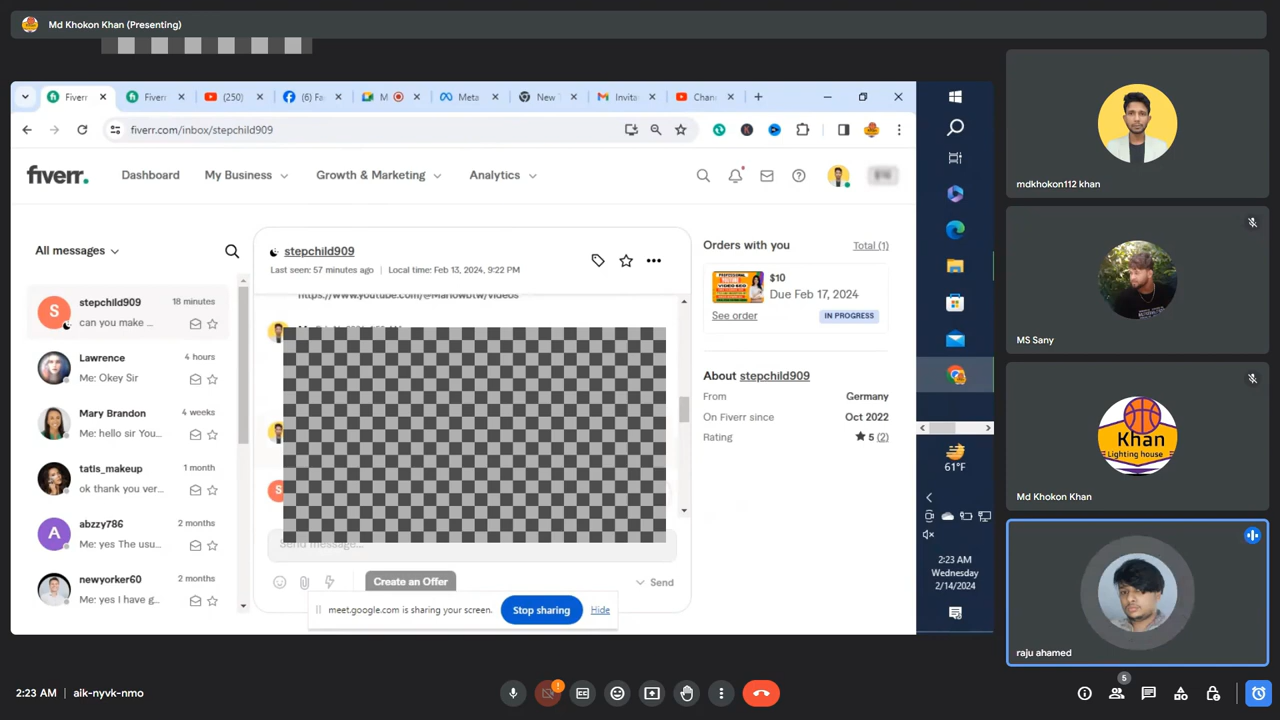 Md Khokon Khan (Presenting)
Fiverr
Fiverr
(250)
(6) Fa
M
Meta
New T
Invita
Chan
fiverr.com/inbox/stepchild909
fiverr.
Dashboard
My Business
Growth & Marketing
Analytics
All messages
stepchild909
18 minutes
can you make ...
Lawrence
4 hours
Me: Okey Sir
Mary Brandon
4 weeks
Me: hello sir You...
tatis_makeup
1 month
ok thank you ver...
A
abzzy786
2 months
Me: yes The usu...
newyorker60
2 months
Me: yes I have g...
S
stepchild909
Last seen: 57 minutes ago | Local time: Feb 13, 2024, 9:22 PM
https://www.youtube.com/@Marlowbtw/videos
S
Send message...
Create an Offer
Send
meet.google.com is sharing your screen.
Stop sharing
Hide
Orders with you
Total (1)
PROFESSIONAL
VIDEO SEO
$10
Due Feb 17, 2024
See order
IN PROGRESS
About stepchild909
From
Germany
On Fiverr since
Oct 2022
Rating
5 (2)
61°F
2:23 AM
Wednesday
2/14/2024
mdkhokon112 khan
MS Sany
Khan
Lighting house
Md Khokon Khan
raju ahamed
2:23 AM | aik-nyvk-nmo
5